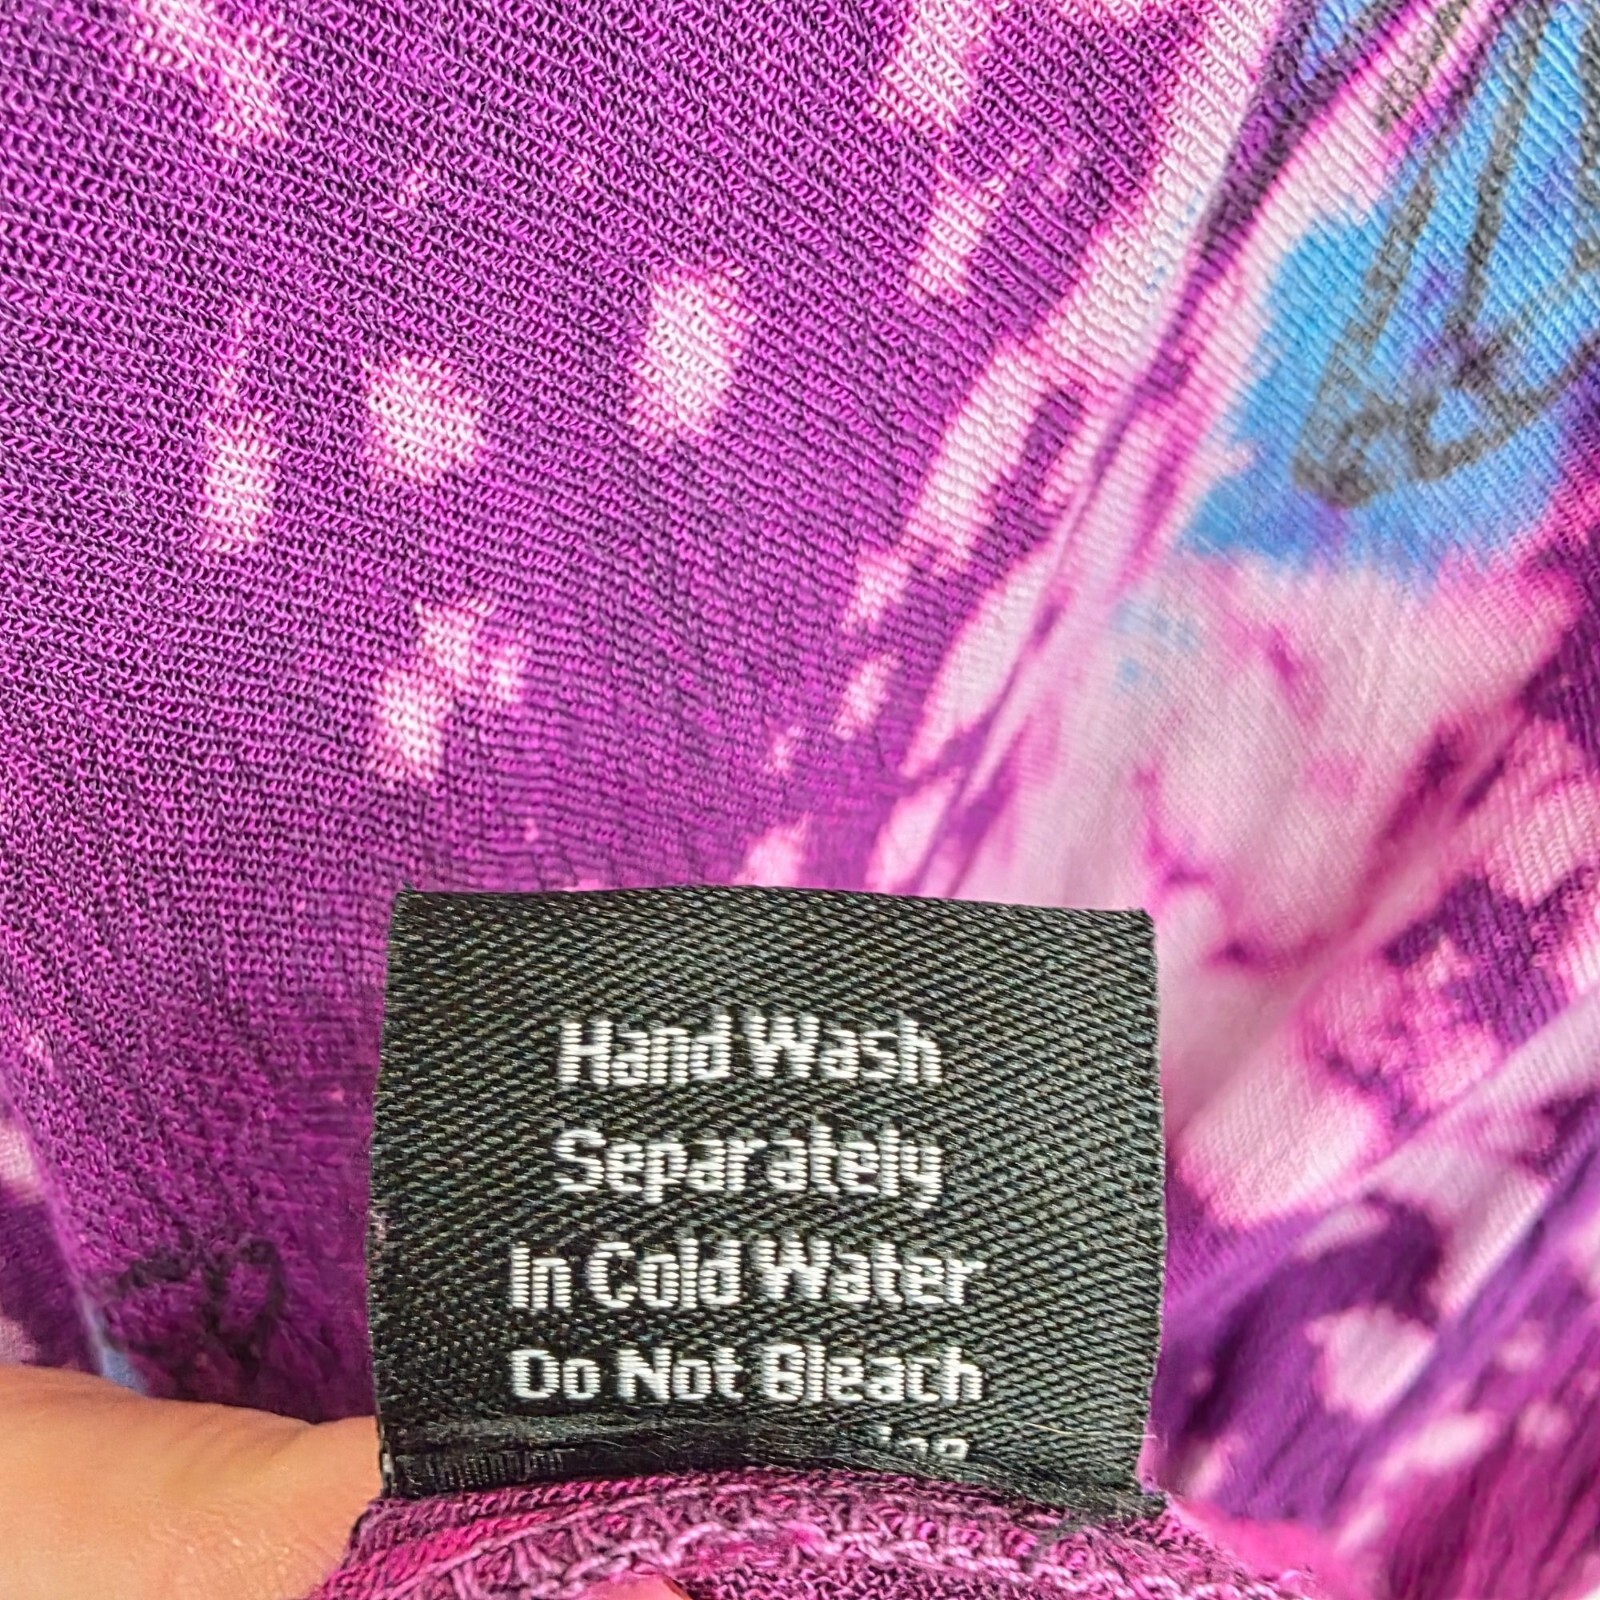 Hand Wash
Separately
In Cold Water
Do Not Bleach